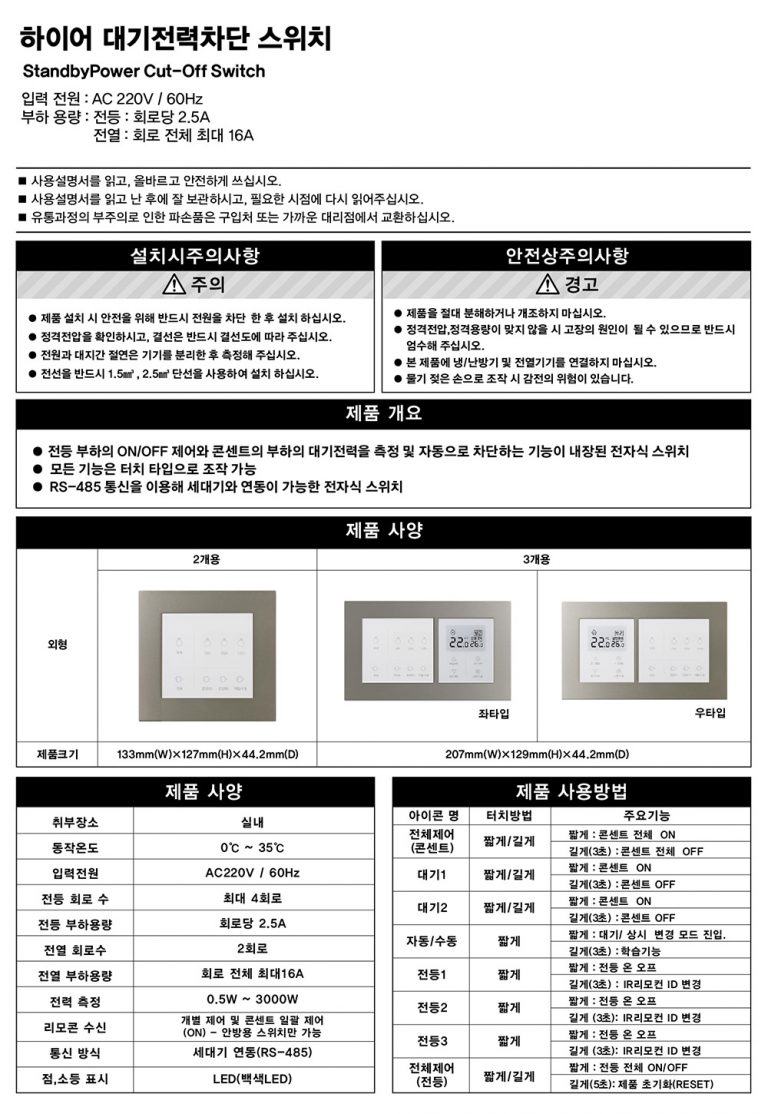 하이어 대기전력차단 스위치
StandbyPower Cut-Off Switch
입력 전원 : AC 220V / 60Hz
부하 용량 : 전등 : 회로당 2.5A
전열 : 회로 전체 최대 16A
■ 사용설명서를 읽고, 올바르고 안전하게 쓰십시오.
■ 사용설명서를 읽고 난 후에 잘 보관하시고, 필요한 시점에 다시 읽어주십시오.
■ 유통과정의 부주의로 인한 파손품은 구입처 또는 가까운 대리점에서 교환하십시오.
설치시주의사항
주의
● 제품 설치 시 안전을 위해 반드시 전원을 차단 한 후 설치 하십시오.
● 정격전압을 확인하시고, 결선은 반드시 결선도에 따라 주십시오.
● 전원과 대지간 절연은 기기를 분리한 후 측정해 주십시오.
● 전선을 반드시 1.5㎟, 2.5㎟ 단선을 사용하여 설치 하십시오.
안전상주의사항
경고
● 제품을 절대 분해하거나 개조하지 마십시오.
● 정격전압,정격용량이 맞지 않을 시 고장의 원인이 될 수 있으므로 반드시
엄수해 주십시오.
● 본 제품에 냉/난방기 및 전열기기를 연결하지 마십시오.
● 물기 젖은 손으로 조작 시 감전의 위험이 있습니다.
제품 개요
● 전등 부하의 ON/OFF 제어와 콘센트의 부하의 대기전력을 측정 및 자동으로 차단하는 기능이 내장된 전자식 스위치
● 모든 기능은 터치 타입으로 조작 가능
● RS-485 통신을 이용해 세대기와 연동이 가능한 전자식 스위치
제품 사양
2개용 3개용
외형
22.0 26.0
좌타입
22.0 26.0
우타입
제품크기 133mm(W)×127mm(H)×44.2mm(D) 207mm(W)×129mm(H)×44.2mm(D)
제품 사양
취부장소 실내
동작온도 0℃ ~ 35℃
입력전원 AC220V / 60Hz
전등 회로 수 최대 4회로
전등 부하용량 회로당 2.5A
전열 회로수 2회로
전열 부하용량 회로 전체 최대16A
전력 측정 0.5W ~ 3000W
리모콘 수신 개별 제어 및 콘센트 일괄 제어
(ON) - 안방용 스위치만 가능
통신 방식 세대기 연동(RS-485)
점,소등 표시 LED(백색LED)
제품 사용방법
아이콘 명 터치방법 주요기능
전체제어
(콘센트) 짧게/길게 짧게 : 콘센트 전체 ON
길게(3초) : 콘센트 전체 OFF
대기1 짧게/길게 짧게 : 콘센트 ON
길게(3초) : 콘센트 OFF
대기2 짧게/길게 짧게 : 콘센트 ON
길게(3초) : 콘센트 OFF
자동/수동 짧게 짧게 : 대기/ 상시 변경 모드 진입.
길게(3초) : 학습기능
전등1 짧게 짧게 : 전등 온 오프
길게(3초) : IR리모컨 ID 변경
전등2 짧게 짧게 : 전등 온 오프
길게 (3초): IR리모컨 ID 변경
전등3 짧게 짧게 : 전등 온 오프
길게 (3초): IR리모컨 ID 변경
전체제어
(전등) 짧게/길게 짧게 : 전등 전체 ON/OFF
길게(5초): 제품 초기화(RESET)